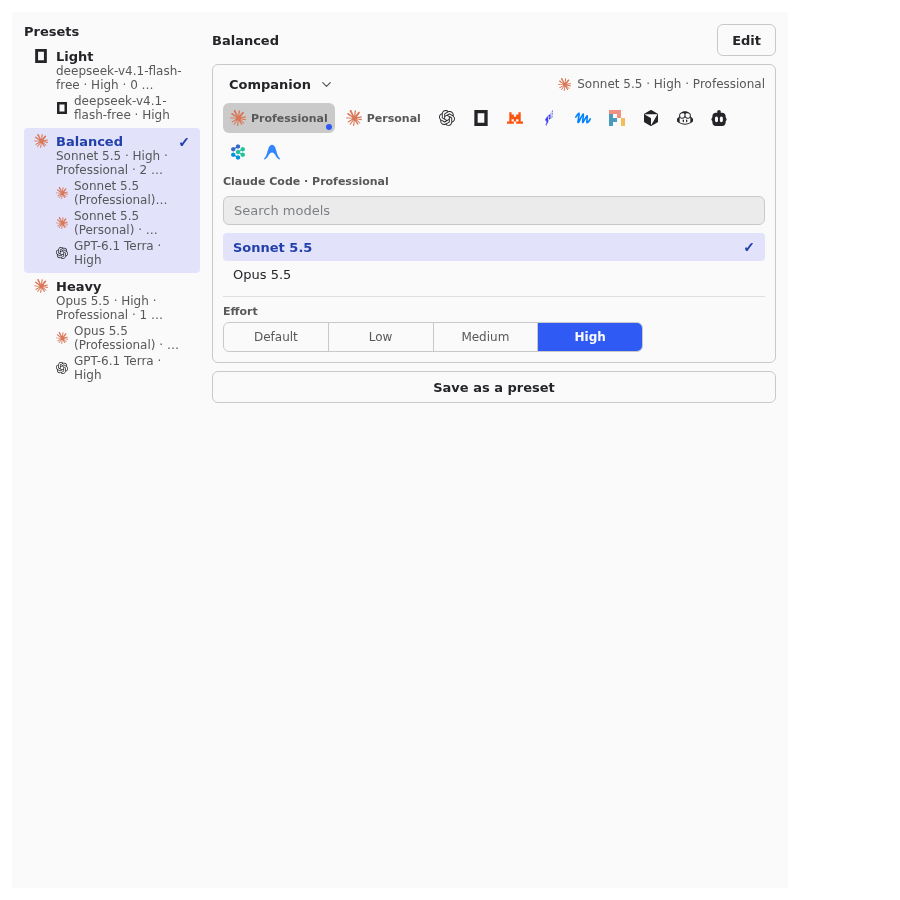 Presets
Light
deepseek-v4.1-flash-
free · High · 0 …
deepseek-v4.1-
flash-free · High
Balanced ✓
Sonnet 5.5 · High ·
Professional · 2 …
Sonnet 5.5
(Professional)…
Sonnet 5.5
(Personal) · …
GPT-6.1 Terra ·
High
Heavy
Opus 5.5 · High ·
Professional · 1 …
Opus 5.5
(Professional) · …
GPT-6.1 Terra ·
High
Balanced
Edit
Companion
Sonnet 5.5 · High · Professional
Professional
Personal
Claude Code · Professional
Search models
Sonnet 5.5 ✓
Opus 5.5
Effort
Default
Low
Medium
High
Save as a preset